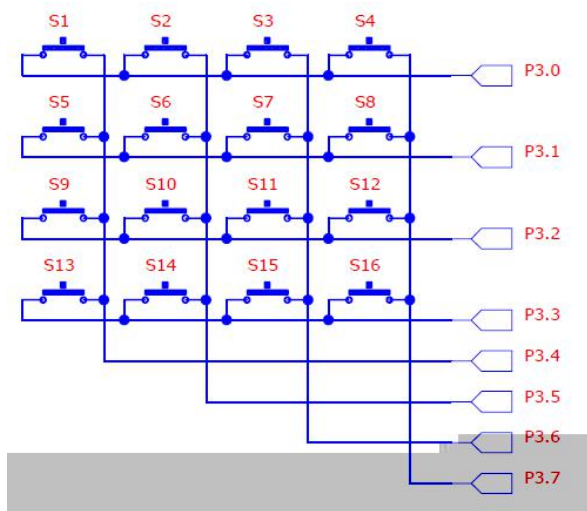 S1 S2 S3 S4
P3.0
S5 S6 S7 S8
P3.1
S9 S10 S11 S12
P3.2
S13 S14 S15 S16
P3.3
P3.4
P3.5
P3.6
P3.7